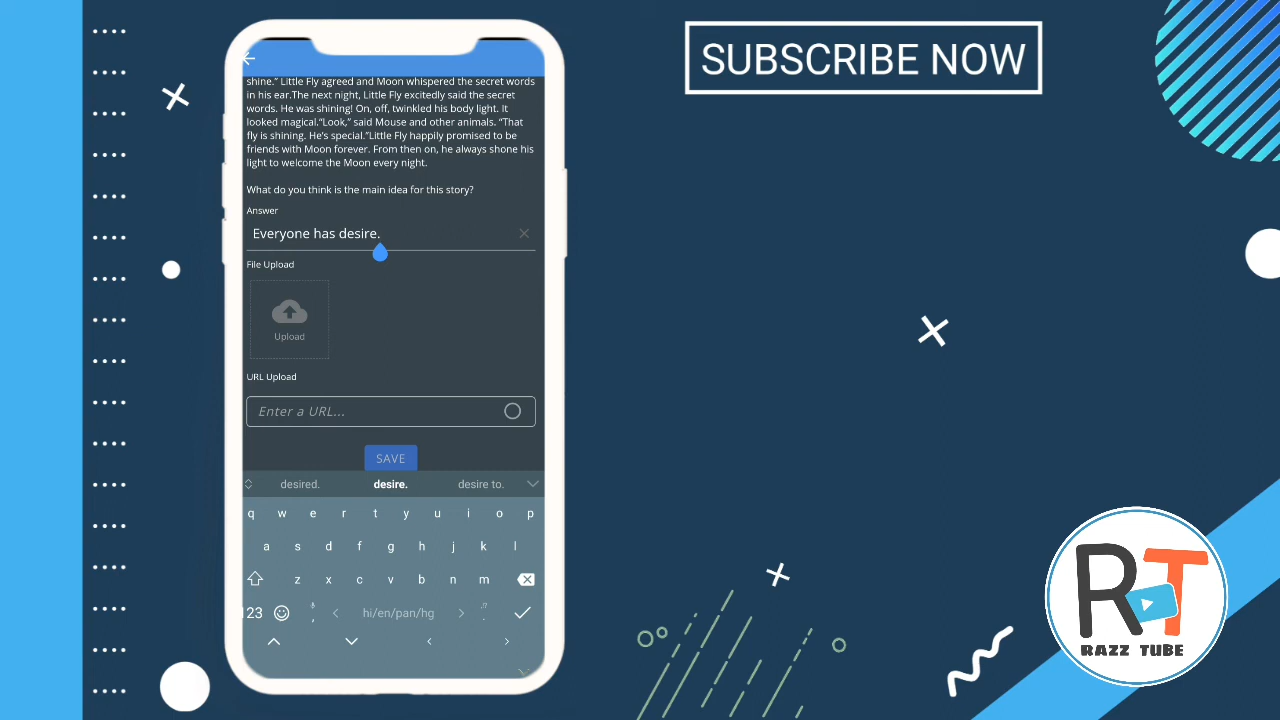 SUBSCRIBE NOW
shine.” Little Fly agreed and Moon whispered the secret words
in his ear.The next night, Little Fly excitedly said the secret
words. He was shining! On, off, twinkled his body light. It
looked magical.“Look,” said Mouse and other animals. “That
fly is shining. He's special.”Little Fly happily promised to be
friends with Moon forever. From then on, he always shone his
light to welcome the Moon every night.
What do you think is the main idea for this story?
Answer
Everyone has desire.
File Upload
Upload
URL Upload
Enter a URL...
SAVE
desired. desire. desire to.
q w e r t y u i o p
a s d f g h j k l
z x c v b n m
123 , hi/en/pan/hg .
RT
RAZZ TUBE